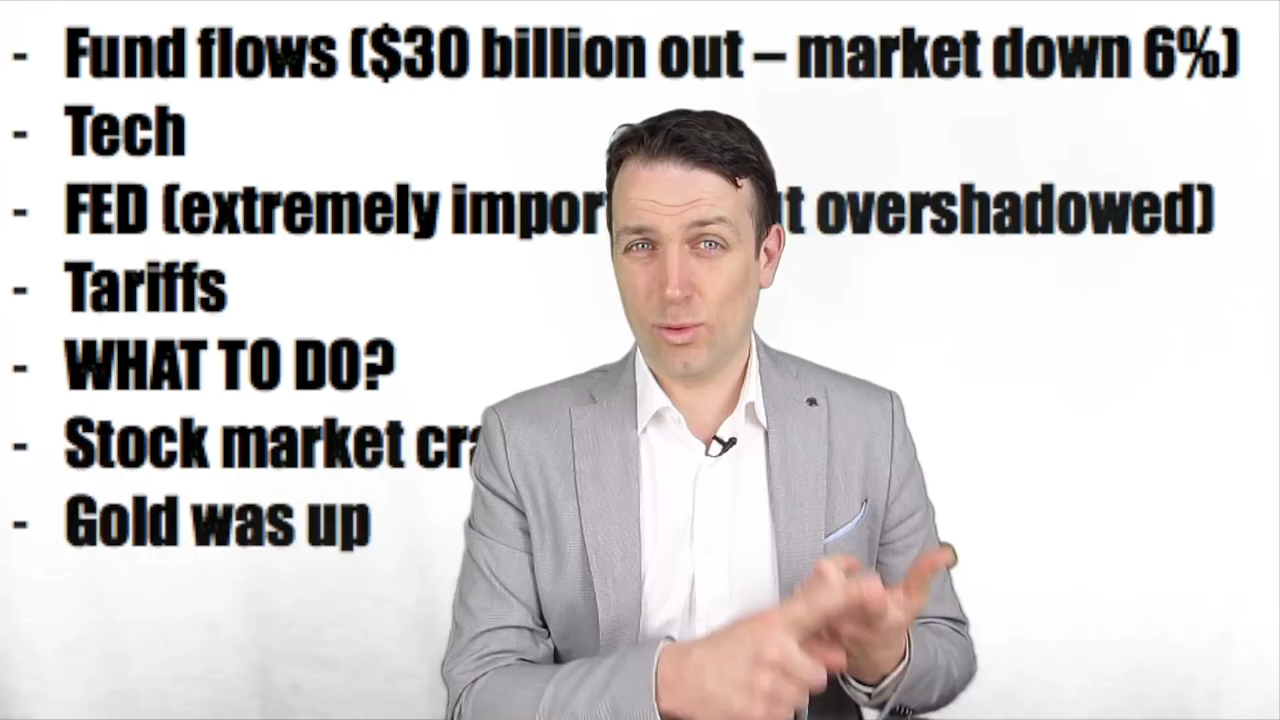 - Fund flows ($30 billion out – market down 6%)
- Tech
- FED (extremely overshadowed)
- Tariffs
- WHAT TO DO?
- Stock market
- Gold was up